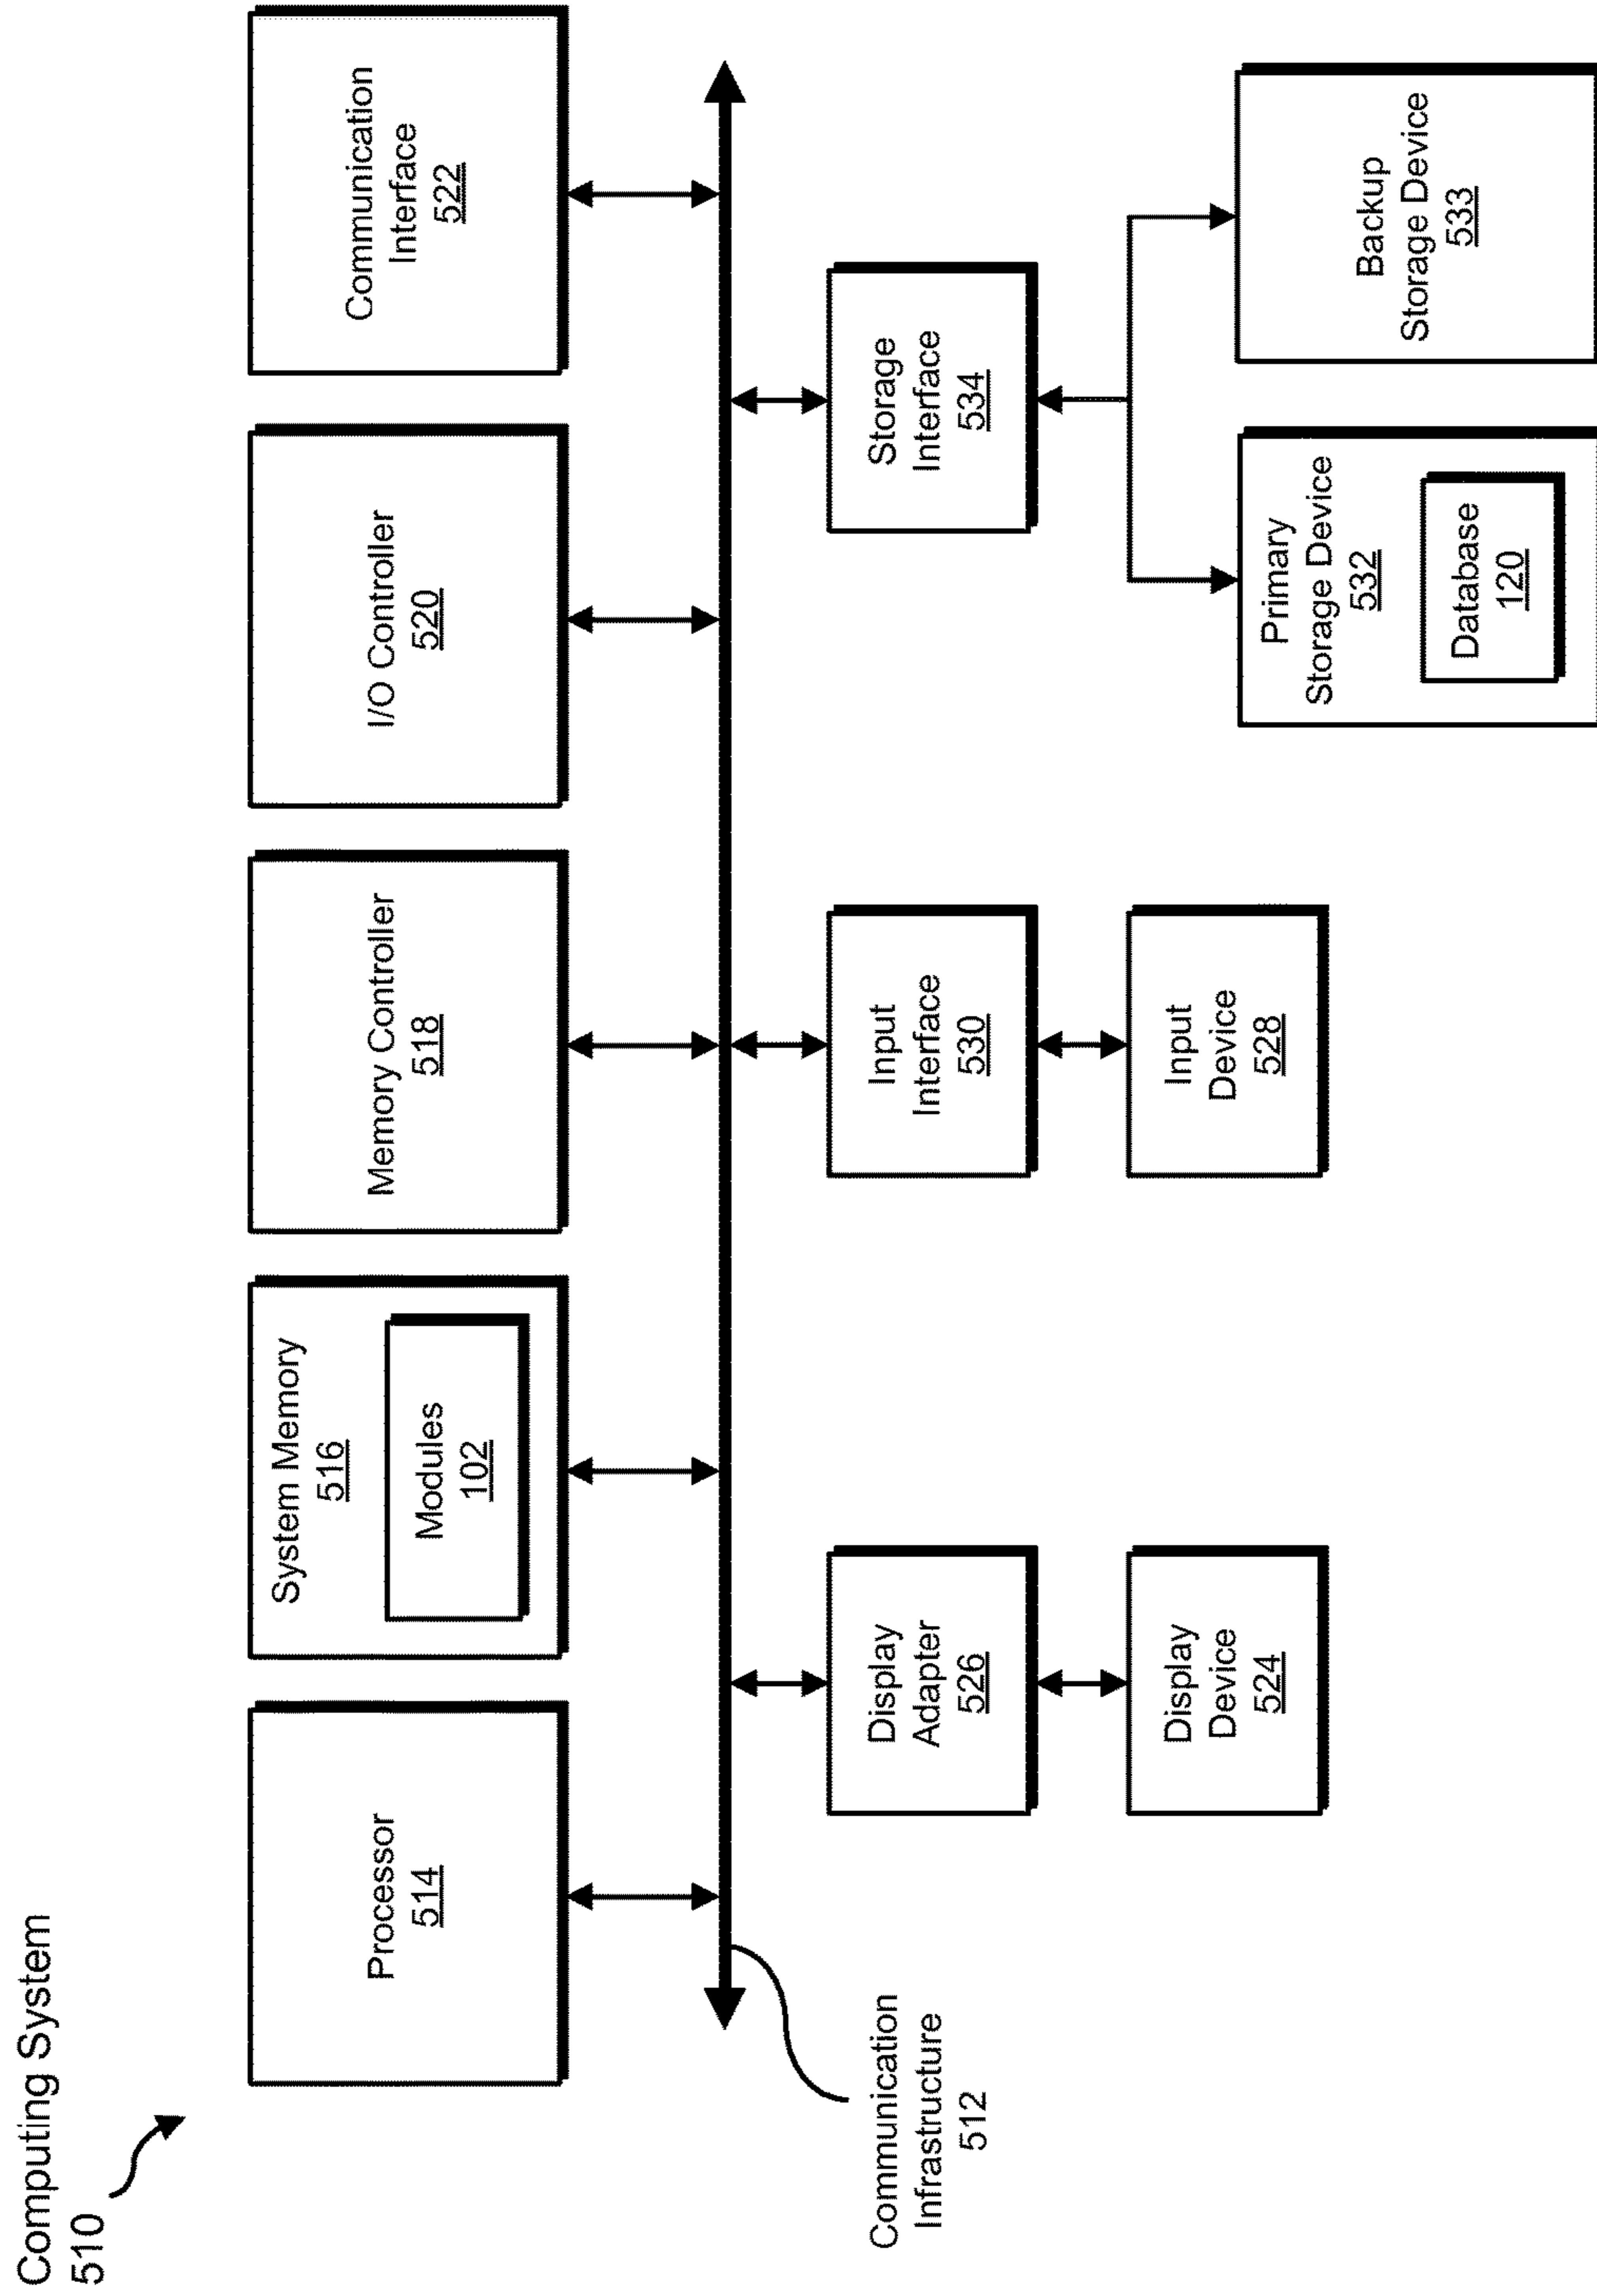 Computing System
510
Processor
514
System Memory
516
Modules
102
Memory Controller
518
I/O Controller
520
Communication
Interface
522
Communication
Infrastructure
512
Display
Adapter
526
Input
Interface
530
Storage
Interface
534
Display
Device
524
Input
Device
528
Primary
Storage Device
532
Database
120
Backup
Storage Device
533